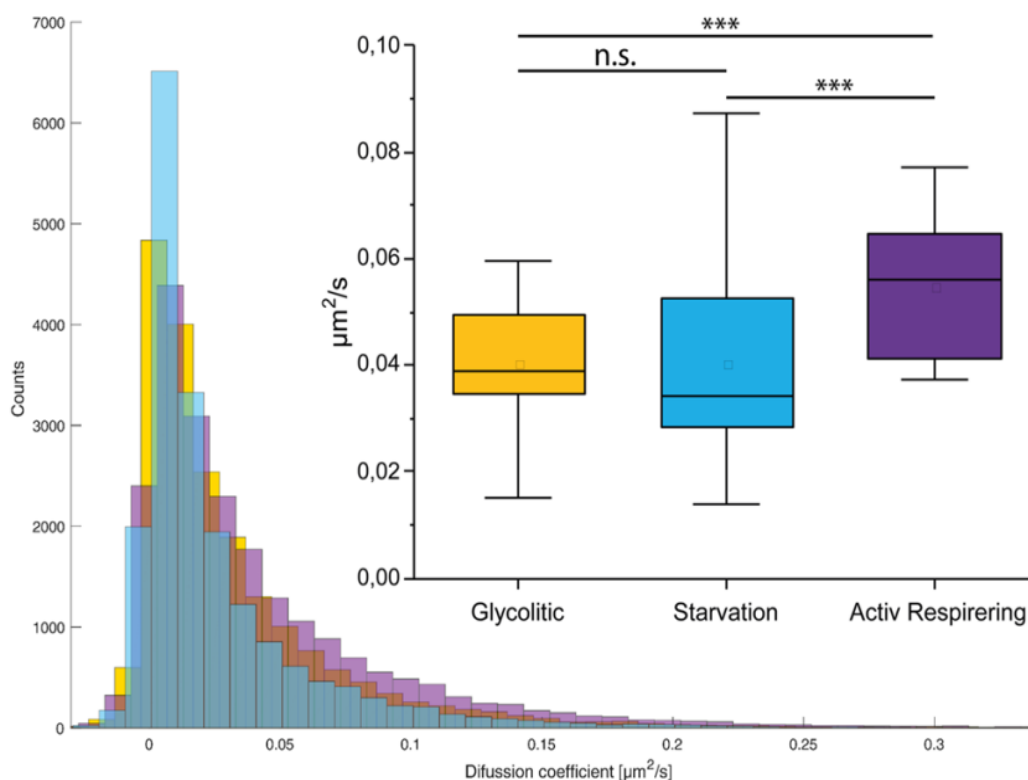 7000
6000
5000
4000
3000
2000
1000
0
Counts
0 0.05 0.1 0.15 0.2 0.25 0.3
Difussion coefficient [µm²/s]
***
n.s.
***
0,10
0,08
0,06
0,04
0,02
0,00
µm²/s
Glycolitic Starvation Activ Respirering